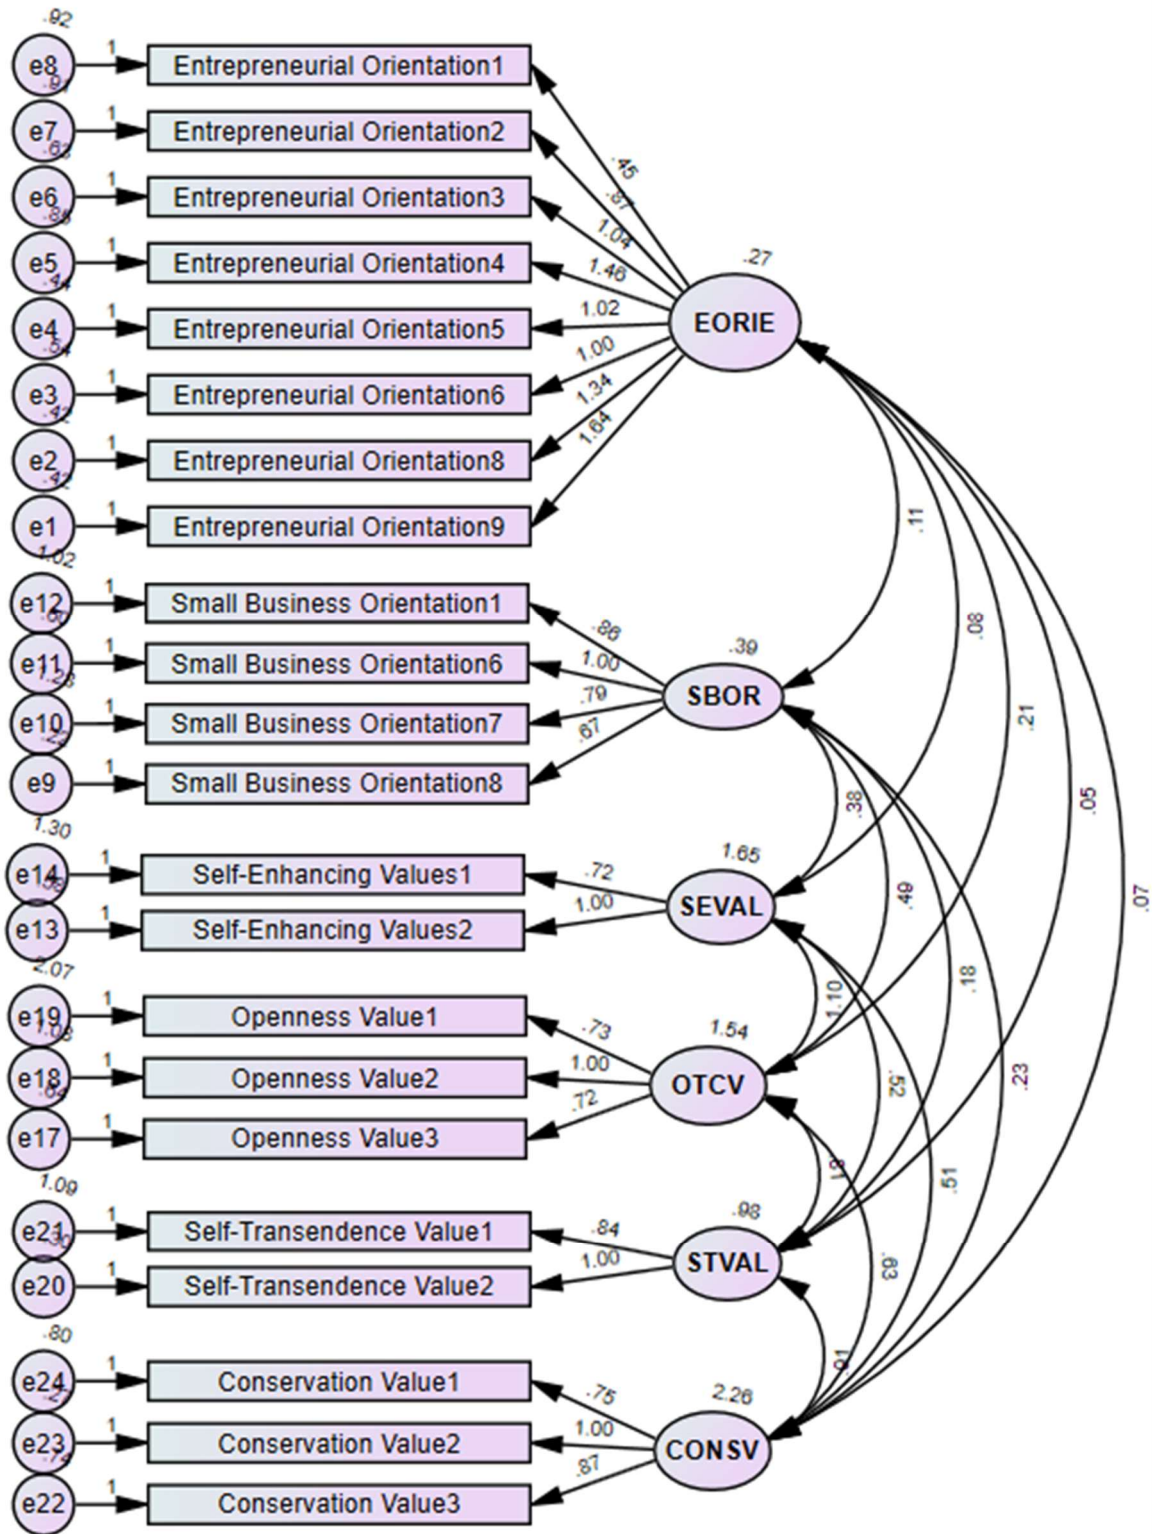 .92
e8 1 Entrepreneurial Orientation1
e7 1 Entrepreneurial Orientation2
e6 1 Entrepreneurial Orientation3
e5 1 Entrepreneurial Orientation4
e4 1 Entrepreneurial Orientation5
e3 1 Entrepreneurial Orientation6
e2 1 Entrepreneurial Orientation8
.42
e1 1 Entrepreneurial Orientation9
.45
.87
1.04
1.46
1.02
1.00
1.34
1.64
.27
EORIE
1.02
e12 1 Small Business Orientation1
e11 1 Small Business Orientation6
e10 1 Small Business Orientation7
e9 1 Small Business Orientation8
.86
1.00
.79
.67
.39
SBOR
1.30
e14 1 Self-Enhancing Values1
e13 1 Self-Enhancing Values2
.72
1.00
1.65
SEVAL
2.07
e19 1 Openness Value1
e18 1 Openness Value2
e17 1 Openness Value3
.73
1.00
.72
1.54
OTCV
1.09
e21 1 Self-Transendence Value1
e20 1 Self-Transendence Value2
.84
1.00
.98
STVAL
.80
e24 1 Conservation Value1
e23 1 Conservation Value2
e22 1 Conservation Value3
.75
1.00
.87
2.26
CONSV
.11
.08
.21
.05
.07
.38
.49
.18
.23
1.10
.52
.51
.63